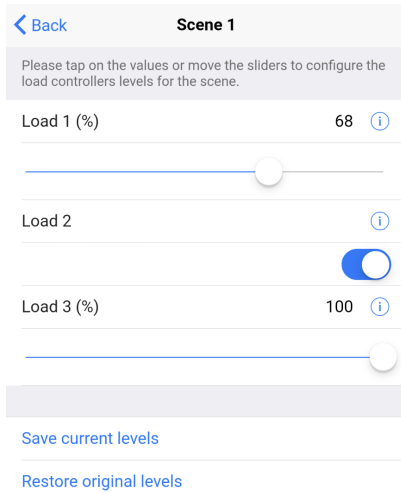 Back
Scene 1
Please tap on the values or move the sliders to configure the
load controllers levels for the scene.
Load 1 (%) 68 i
Load 2 i
Load 3 (%) 100 i
Save current levels
Restore original levels